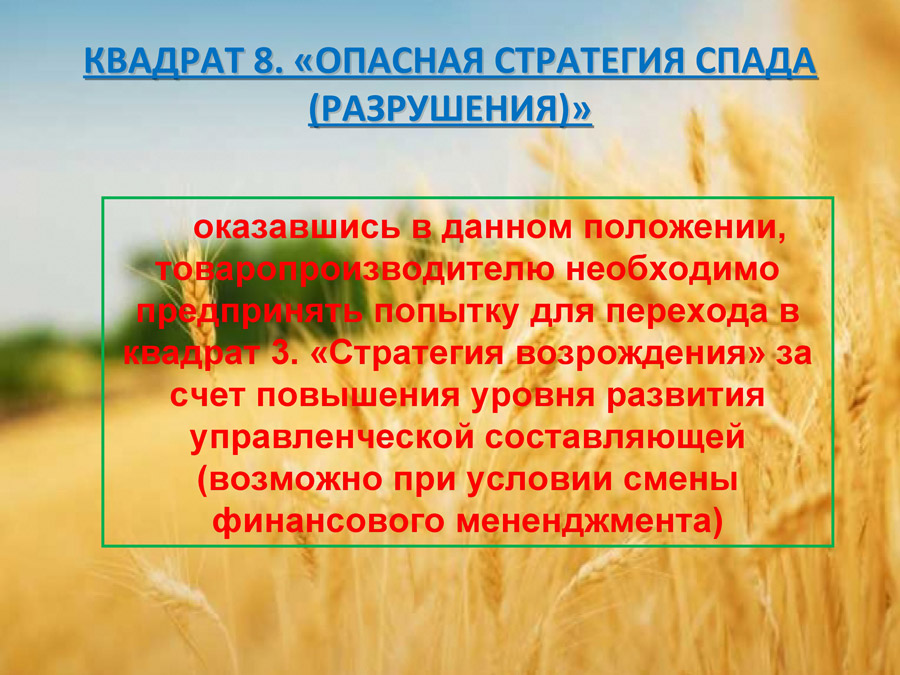 КВАДРАТ 8. «ОПАСНАЯ СТРАТЕГИЯ СПАДА
(РАЗРУШЕНИЯ)»
оказавшись в данном положении,
товаропроизводителю необходимо
предпринять попытку для перехода в
квадрат 3. «Стратегия возрождения» за
счет повышения уровня развития
управленческой составляющей
(возможно при условии смены
финансового мененджмента)